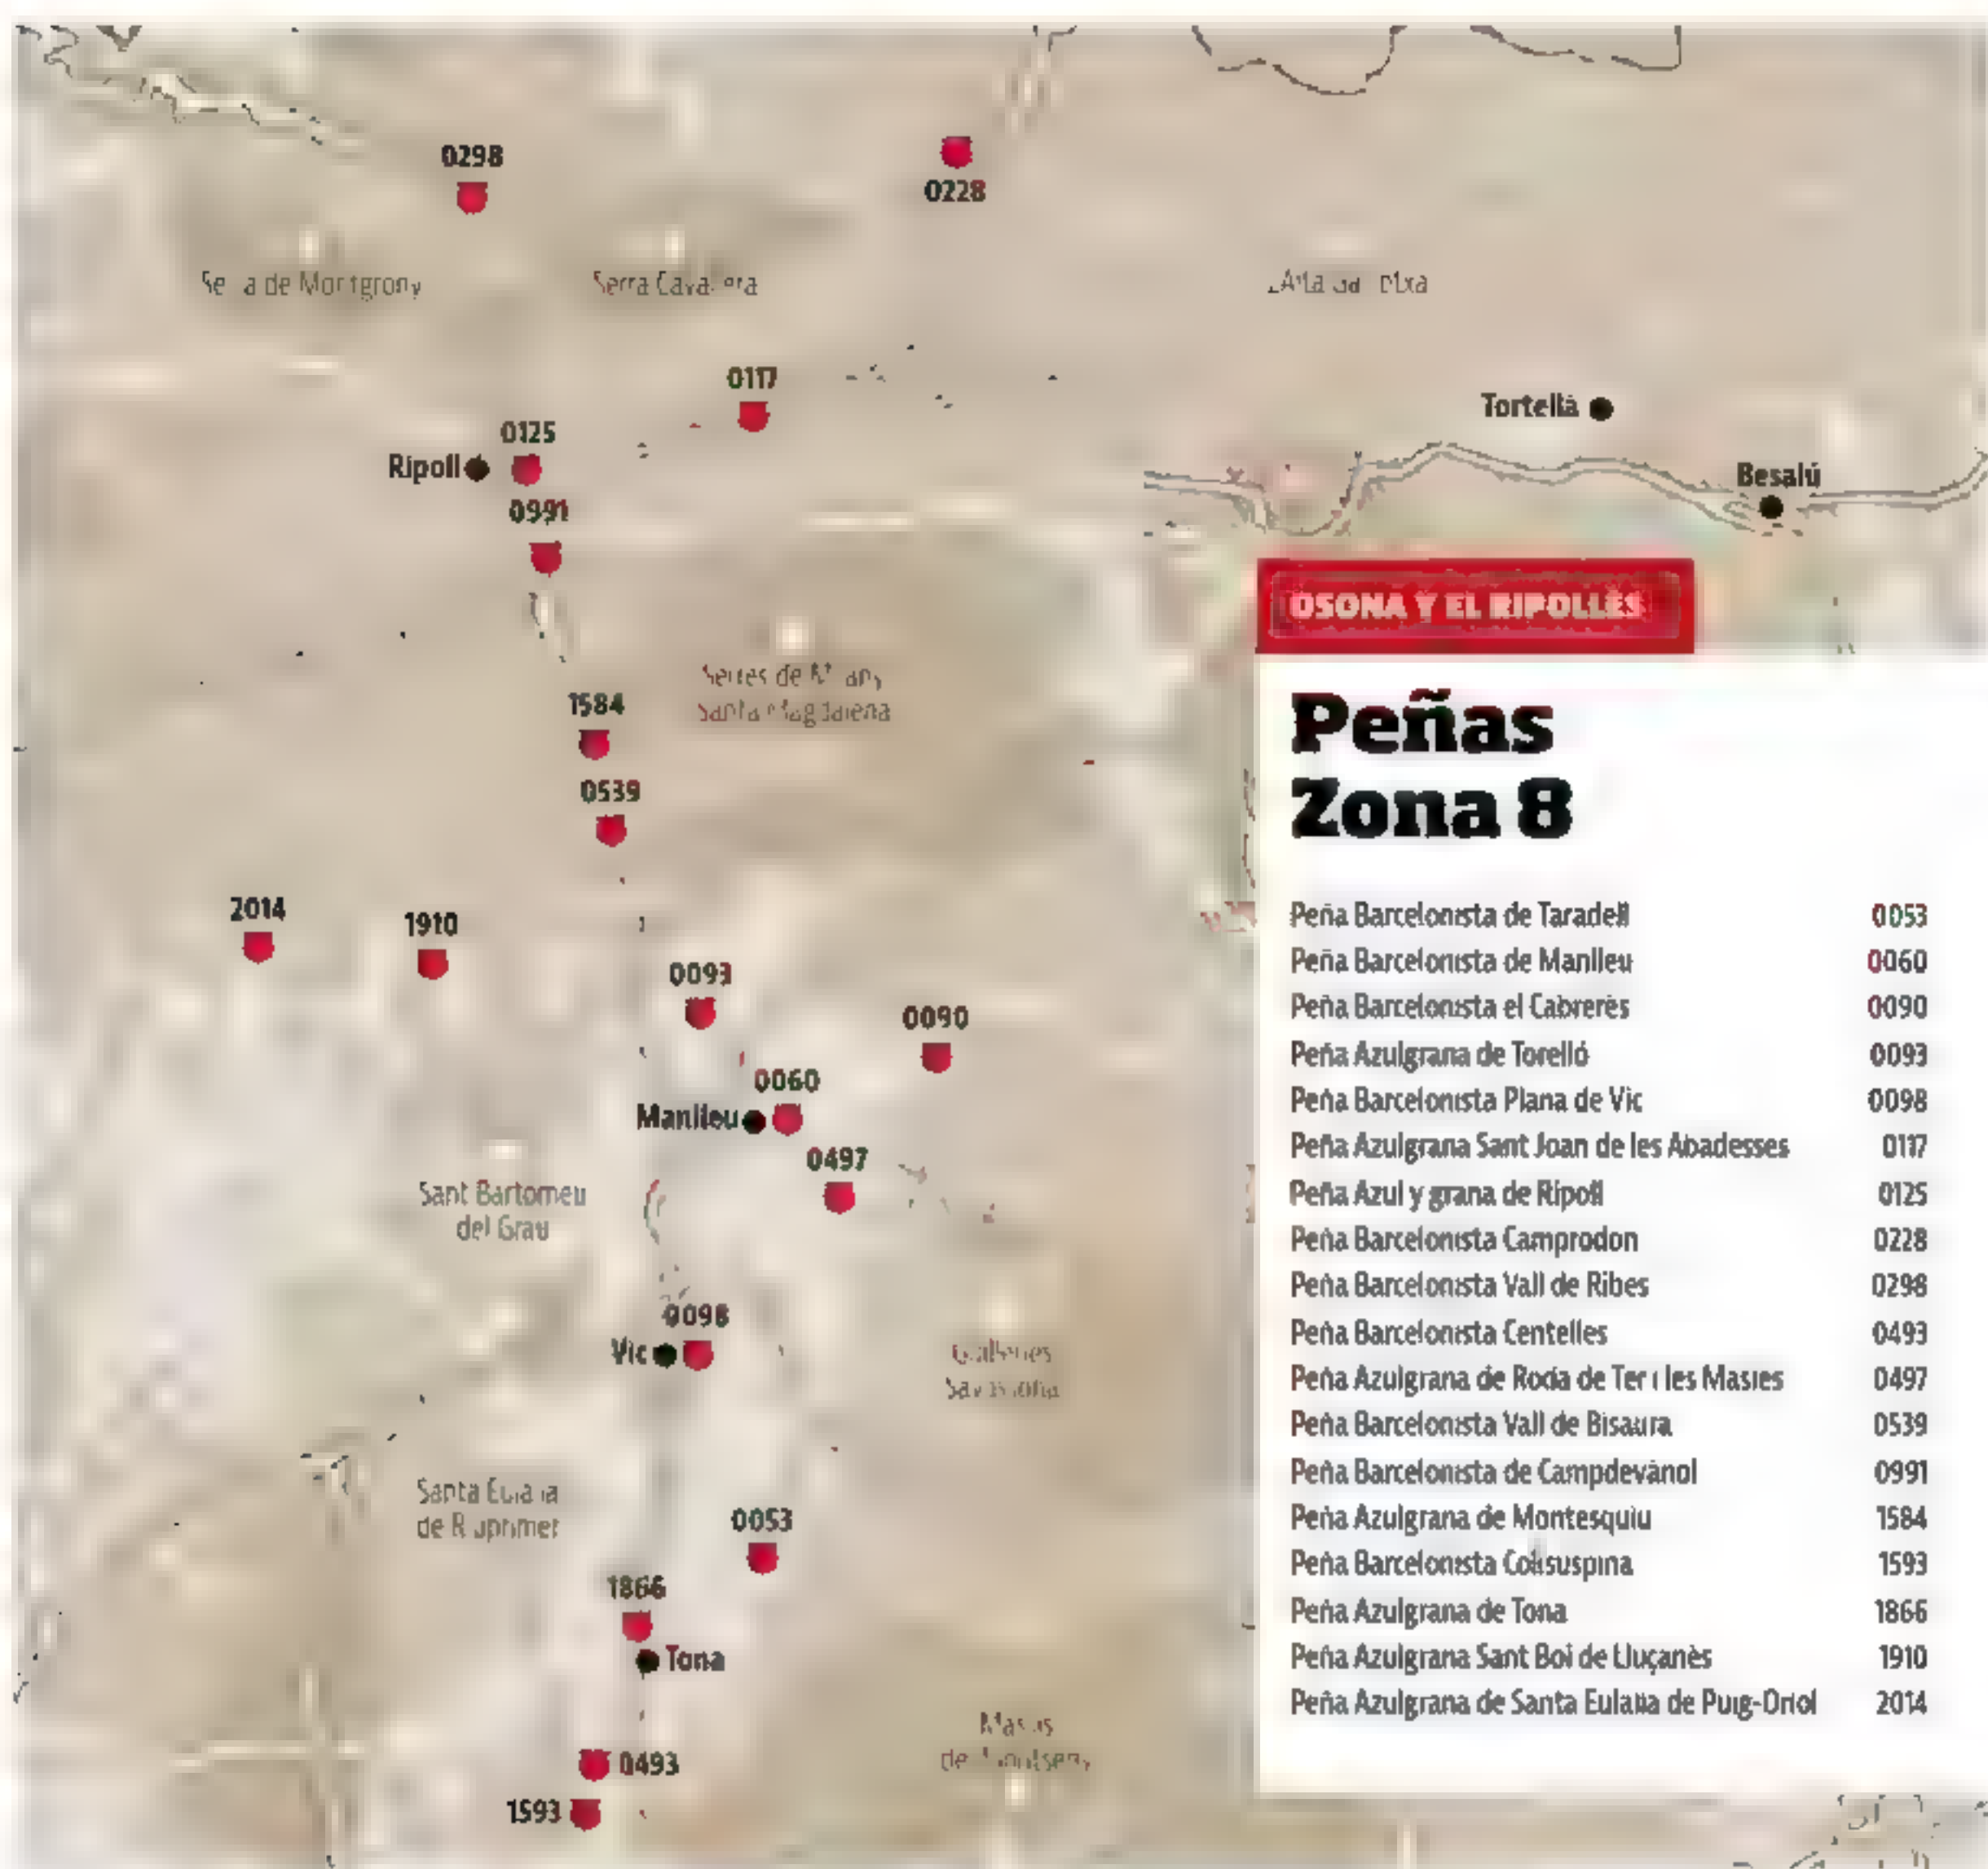 0298
0228
Serra Cavallera
0117
0125
Ripoll
0991
Tortellà
Besalú
OSONA Y EL RIPOLLÈS
Peñas
Zona 8
1584
Santa Magdalena
0539
2014
1910
0093
0090
0060
Manlleu
0497
Sant Bartomeu
del Grau
0098
Vic
Santa Eulàlia
de Riuprimer
0053
1866
Tona
0493
1593
Peña Barcelonista de Taradell 0053
Peña Barcelonista de Manlleu 0060
Peña Barcelonista el Cabrerès 0090
Peña Azulgrana de Torelló 0093
Peña Barcelonista Plana de Vic 0098
Peña Azulgrana Sant Joan de les Abadesses 0117
Peña Azul y grana de Ripoll 0125
Peña Barcelonista Camprodon 0228
Peña Barcelonista Vall de Ribes 0298
Peña Barcelonista Centelles 0493
Peña Azulgrana de Roda de Ter i les Masies 0497
Peña Barcelonista Vall de Bisaura 0539
Peña Barcelonista de Campdevànol 0991
Peña Azulgrana de Montesquiu 1584
Peña Barcelonista Collsuspina 1593
Peña Azulgrana de Tona 1866
Peña Azulgrana Sant Boi de Lluçanès 1910
Peña Azulgrana de Santa Eulalia de Puig-Oriol 2014